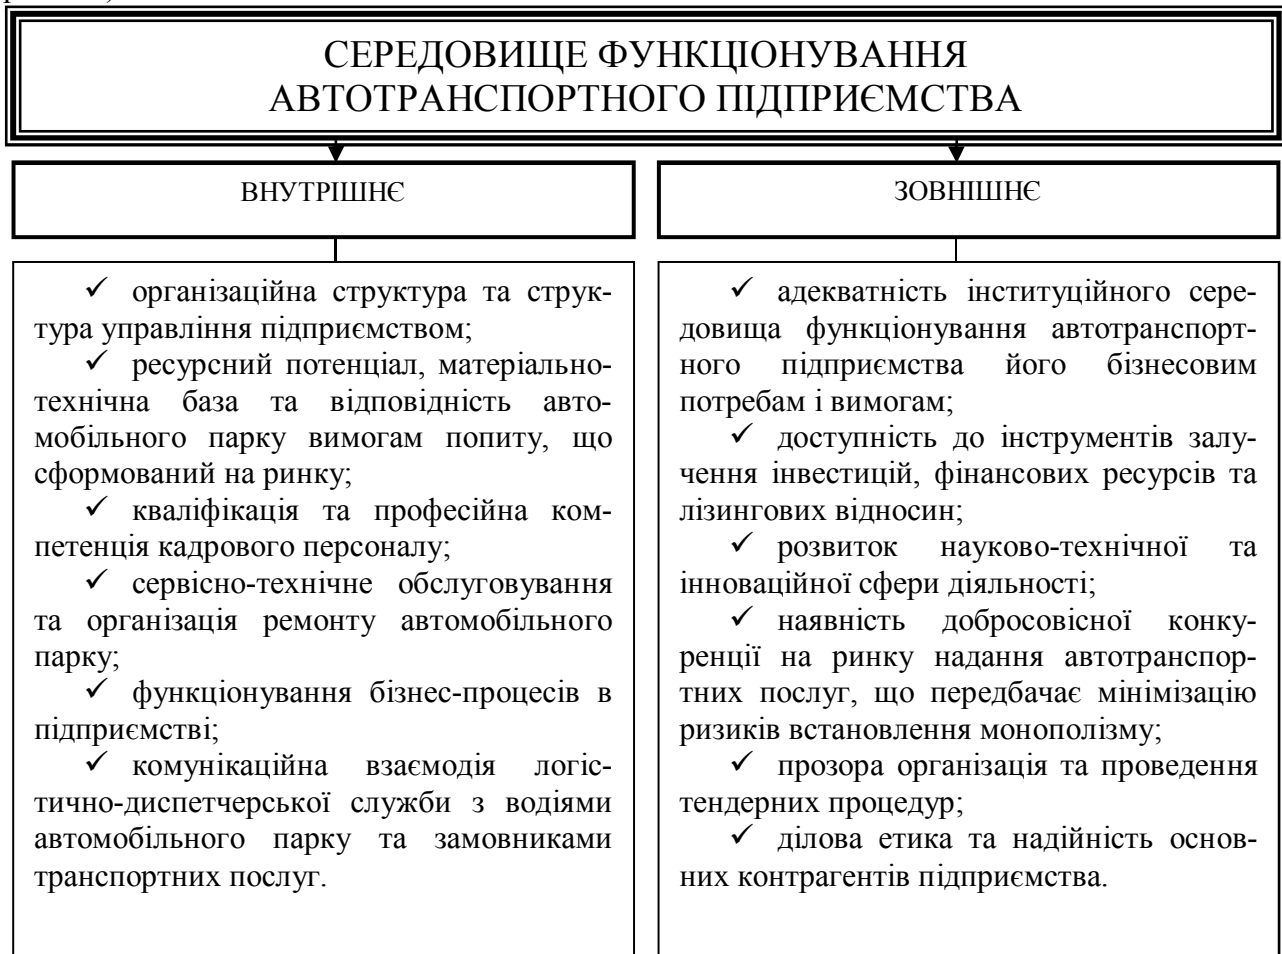 СЕРЕДОВИЩЕ ФУНКЦІОНУВАННЯ
АВТОТРАНСПОРТНОГО ПІДПРИЄМСТВА
ВНУТРІШНЄ
✓ організаційна структура та струк-
тура управління підприємством;
✓ ресурсний потенціал, матеріально-
технічна база та відповідність авто-
мобільного парку вимогам попиту, що
сформований на ринку;
✓ кваліфікація та професійна ком-
петенція кадрового персоналу;
✓ сервісно-технічне обслуговування
та організація ремонту автомобільного
парку;
✓ функціонування бізнес-процесів в
підприємстві;
✓ комунікаційна взаємодія логіс-
тично-диспетчерської служби з водіями
автомобільного парку та замовниками
транспортних послуг.
ЗОВНІШНЄ
✓ адекватність інституційного сере-
довища функціонування автотранспорт-
ного підприємства його бізнесовим
потребам і вимогам;
✓ доступність до інструментів залу-
чення інвестицій, фінансових ресурсів та
лізингових відносин;
✓ розвиток науково-технічної та
інноваційної сфери діяльності;
✓ наявність добросовісної конку-
ренції на ринку надання автотранспор-
тних послуг, що передбачає мінімізацію
ризиків встановлення монополізму;
✓ прозора організація та проведення
тендерних процедур;
✓ ділова етика та надійність основ-
них контрагентів підприємства.